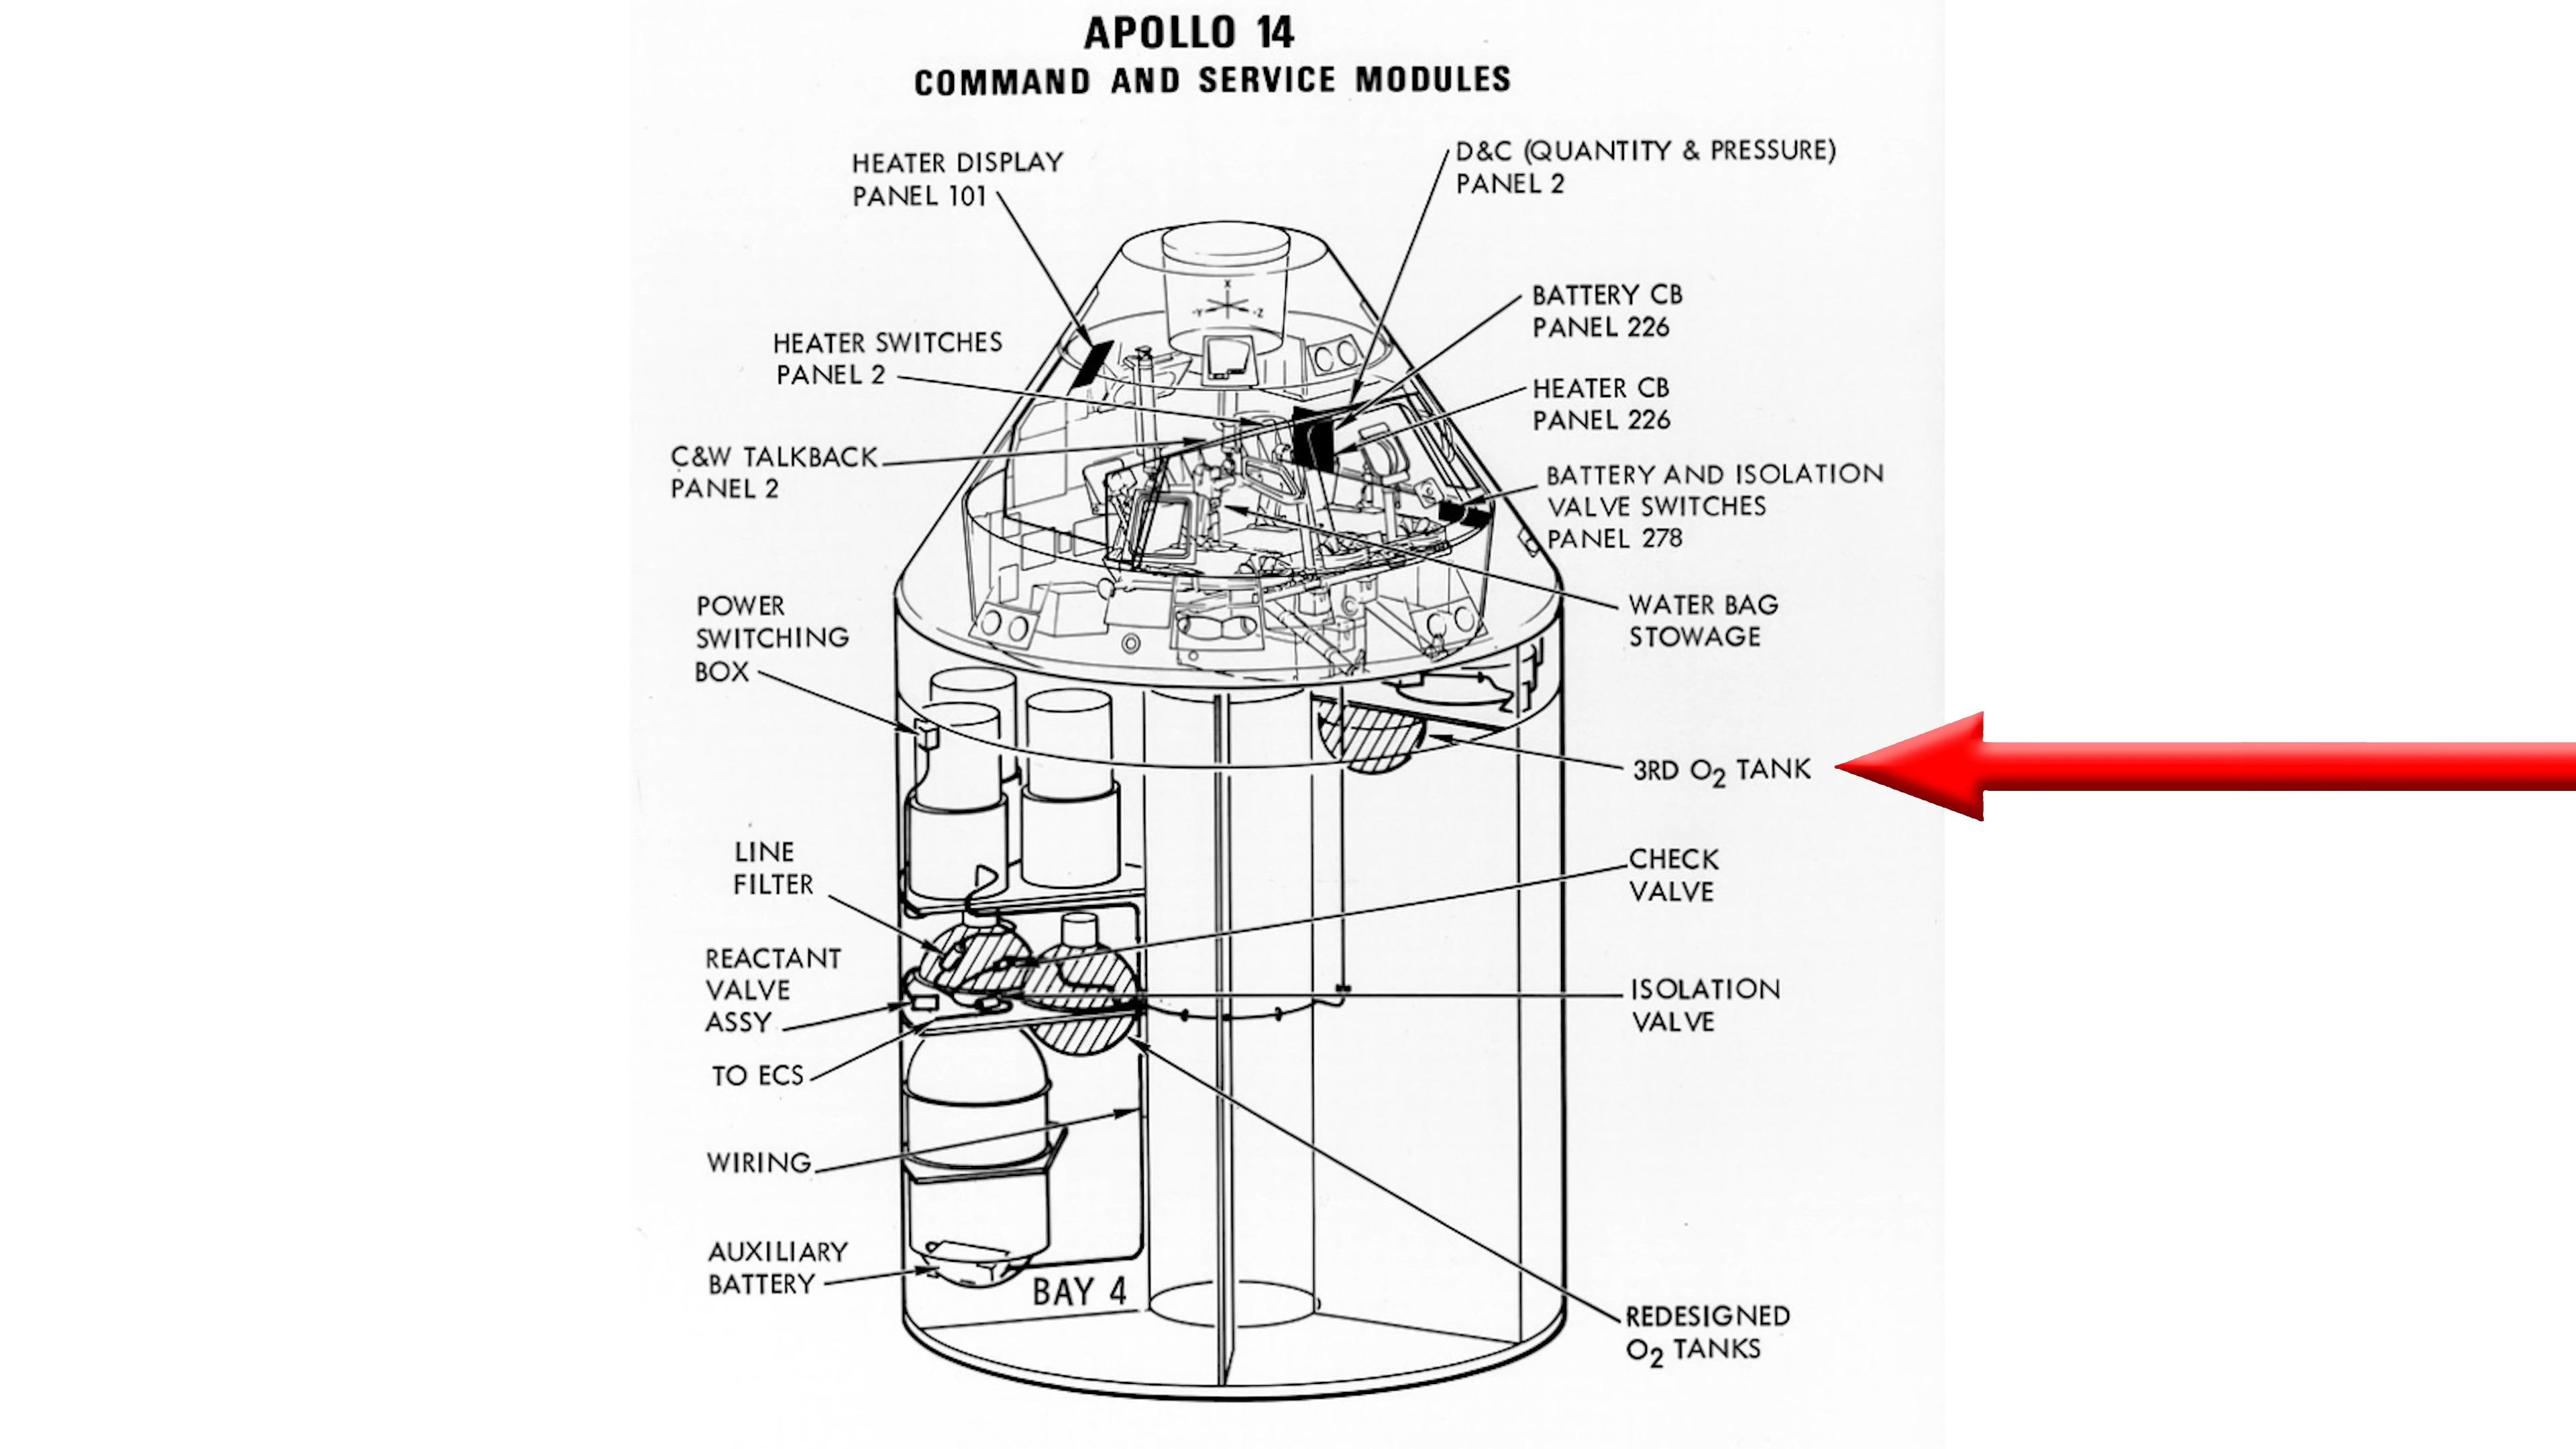 APOLLO 14
COMMAND AND SERVICE MODULES
HEATER DISPLAY
PANEL 101
D&C (QUANTITY & PRESSURE)
PANEL 2
HEATER SWITCHES
PANEL 2
BATTERY CB
PANEL 226
HEATER CB
PANEL 226
C&W TALKBACK
PANEL 2
BATTERY AND ISOLATION
VALVE SWITCHES
PANEL 278
X
-Y
-Z
POWER
SWITCHING
BOX
WATER BAG
STOWAGE
3RD O2 TANK
LINE
FILTER
CHECK
VALVE
REACTANT
VALVE
ASSY
ISOLATION
VALVE
TO ECS
WIRING
AUXILIARY
BATTERY
BAY 4
REDESIGNED
O2 TANKS